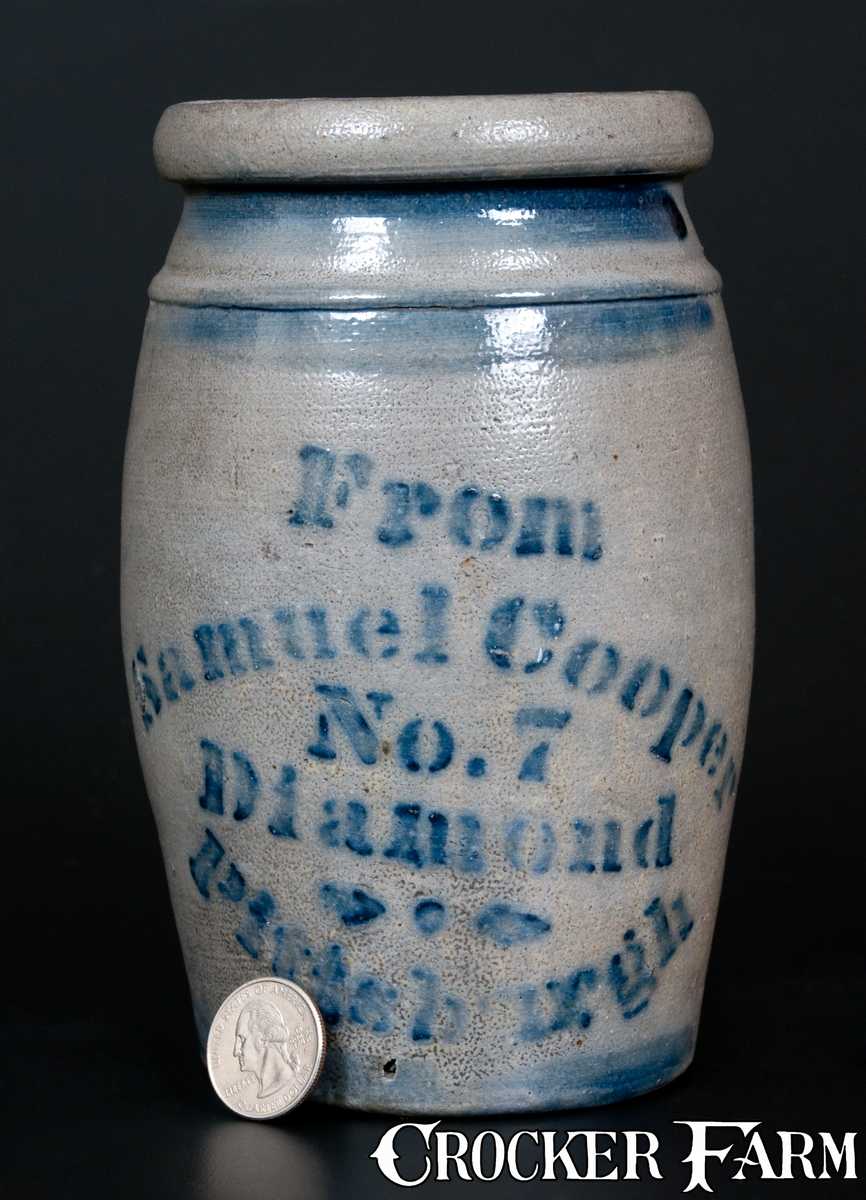 From
Samuel Cooper
No. 7
Diamond
Pittsburgh
CROCKER FARM